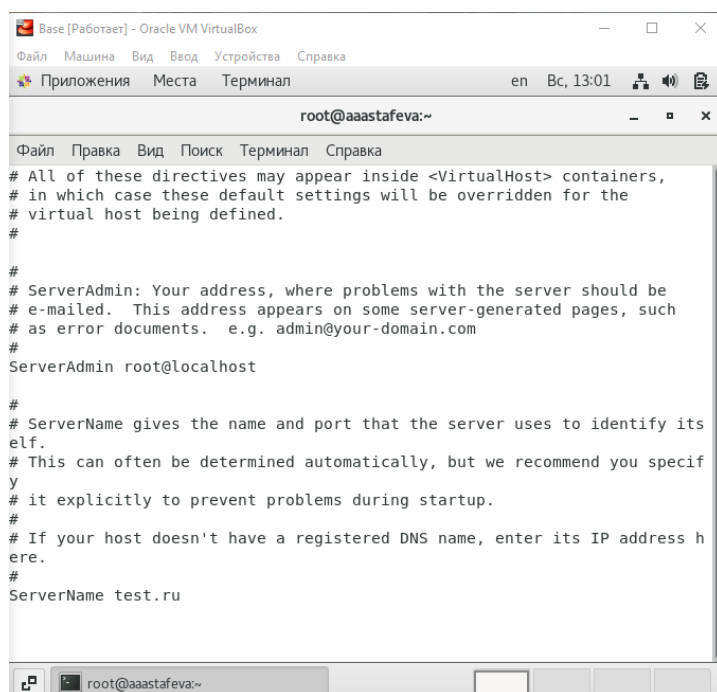 Base [Работает] - Oracle VM VirtualBox
Файл Машина Вид Ввод Устройства Справка
Приложения Места Терминал en Вс, 13:01
root@aaastafeva:~
Файл Правка Вид Поиск Терминал Справка
# All of these directives may appear inside <VirtualHost> containers,
# in which case these default settings will be overridden for the
# virtual host being defined.
#
#
# ServerAdmin: Your address, where problems with the server should be
# e-mailed.  This address appears on some server-generated pages, such
# as error documents.  e.g. admin@your-domain.com
#
ServerAdmin root@localhost
#
# ServerName gives the name and port that the server uses to identify its
elf.
# This can often be determined automatically, but we recommend you specif
y
# it explicitly to prevent problems during startup.
#
# If your host doesn't have a registered DNS name, enter its IP address h
ere.
#
ServerName test.ru
root@aaastafeva:~